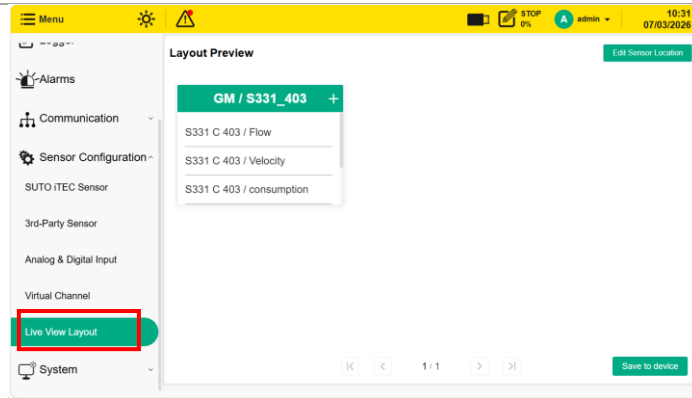 Menu
STOP
0%
A
admin
10:31
07/03/2026
Logger
Alarms
Communication
Sensor Configuration
SUTO iTEC Sensor
3rd-Party Sensor
Analog & Digital Input
Virtual Channel
Live View Layout
System
Layout Preview
Edit Sensor Location
GM / S331_403 +
S331 C 403 / Flow
S331 C 403 / Velocity
S331 C 403 / consumption
1 / 1
Save to device